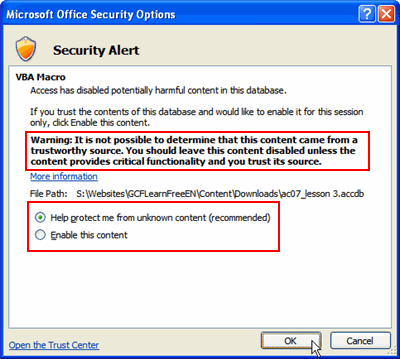 Microsoft Office Security Options
Security Alert
VBA Macro
Access has disabled potentially harmful content in this database.
If you trust the contents of this database and would like to enable it for this session
only, click Enable this content.
Warning: It is not possible to determine that this content came from a
trustworthy source. You should leave this content disabled unless the
content provides critical functionality and you trust its source.
More information
File Path: S:\Websites\GCFLearnFreeEN\Content\Downloads\ac07_lesson 3.accdb
Help protect me from unknown content (recommended)
Enable this content
Open the Trust Center
OK
Cancel